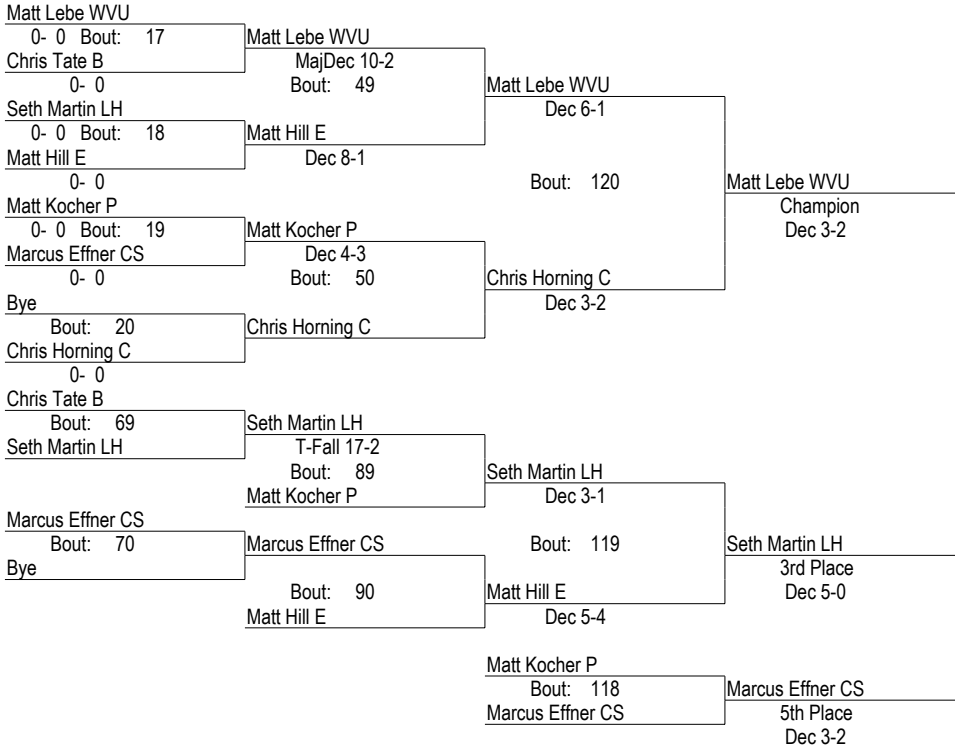 Matt Lebe WVU
0- 0 Bout: 17 Matt Lebe WVU
Chris Tate B MajDec 10-2
0- 0 Bout: 49 Matt Lebe WVU
Seth Martin LH Dec 6-1
0- 0 Bout: 18 Matt Hill E
Matt Hill E Dec 8-1
0- 0 Bout: 120 Matt Lebe WVU
Matt Kocher P Champion
0- 0 Bout: 19 Matt Kocher P Dec 3-2
Marcus Effner CS Dec 4-3
0- 0 Bout: 50 Chris Horning C
Bye Dec 3-2
Bout: 20 Chris Horning C
Chris Horning C
0- 0
Chris Tate B
Bout: 69 Seth Martin LH
Seth Martin LH T-Fall 17-2
Bout: 89 Seth Martin LH
Matt Kocher P Dec 3-1
Marcus Effner CS
Bout: 70 Marcus Effner CS Bout: 119 Seth Martin LH
Bye 3rd Place
Bout: 90 Matt Hill E Dec 5-0
Matt Hill E Dec 5-4
Matt Kocher P
Bout: 118 Marcus Effner CS
Marcus Effner CS 5th Place
Dec 3-2